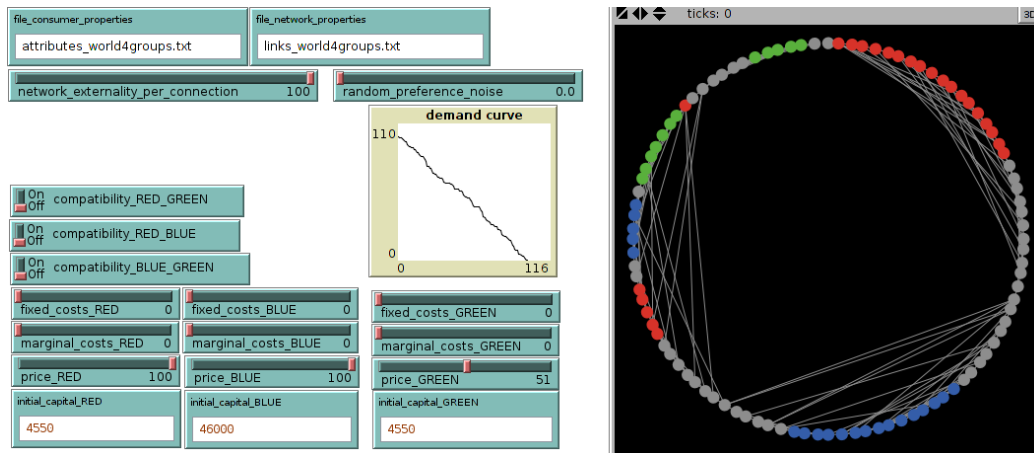 file_consumer_properties
attributes_world4groups.txt
file_network_properties
links_world4groups.txt
network_externality_per_connection 100
random_preference_noise 0.0
demand curve
110
0
0 116
On
Off
compatibility_RED_GREEN
On
Off
compatibility_RED_BLUE
On
Off
compatibility_BLUE_GREEN
fixed_costs_RED 0
fixed_costs_BLUE 0
fixed_costs_GREEN 0
marginal_costs_RED 0
marginal_costs_BLUE 0
marginal_costs_GREEN 0
price_RED 100
price_BLUE 100
price_GREEN 51
initial_capital_RED
4550
initial_capital_BLUE
46000
initial_capital_GREEN
4550
ticks: 0
3D